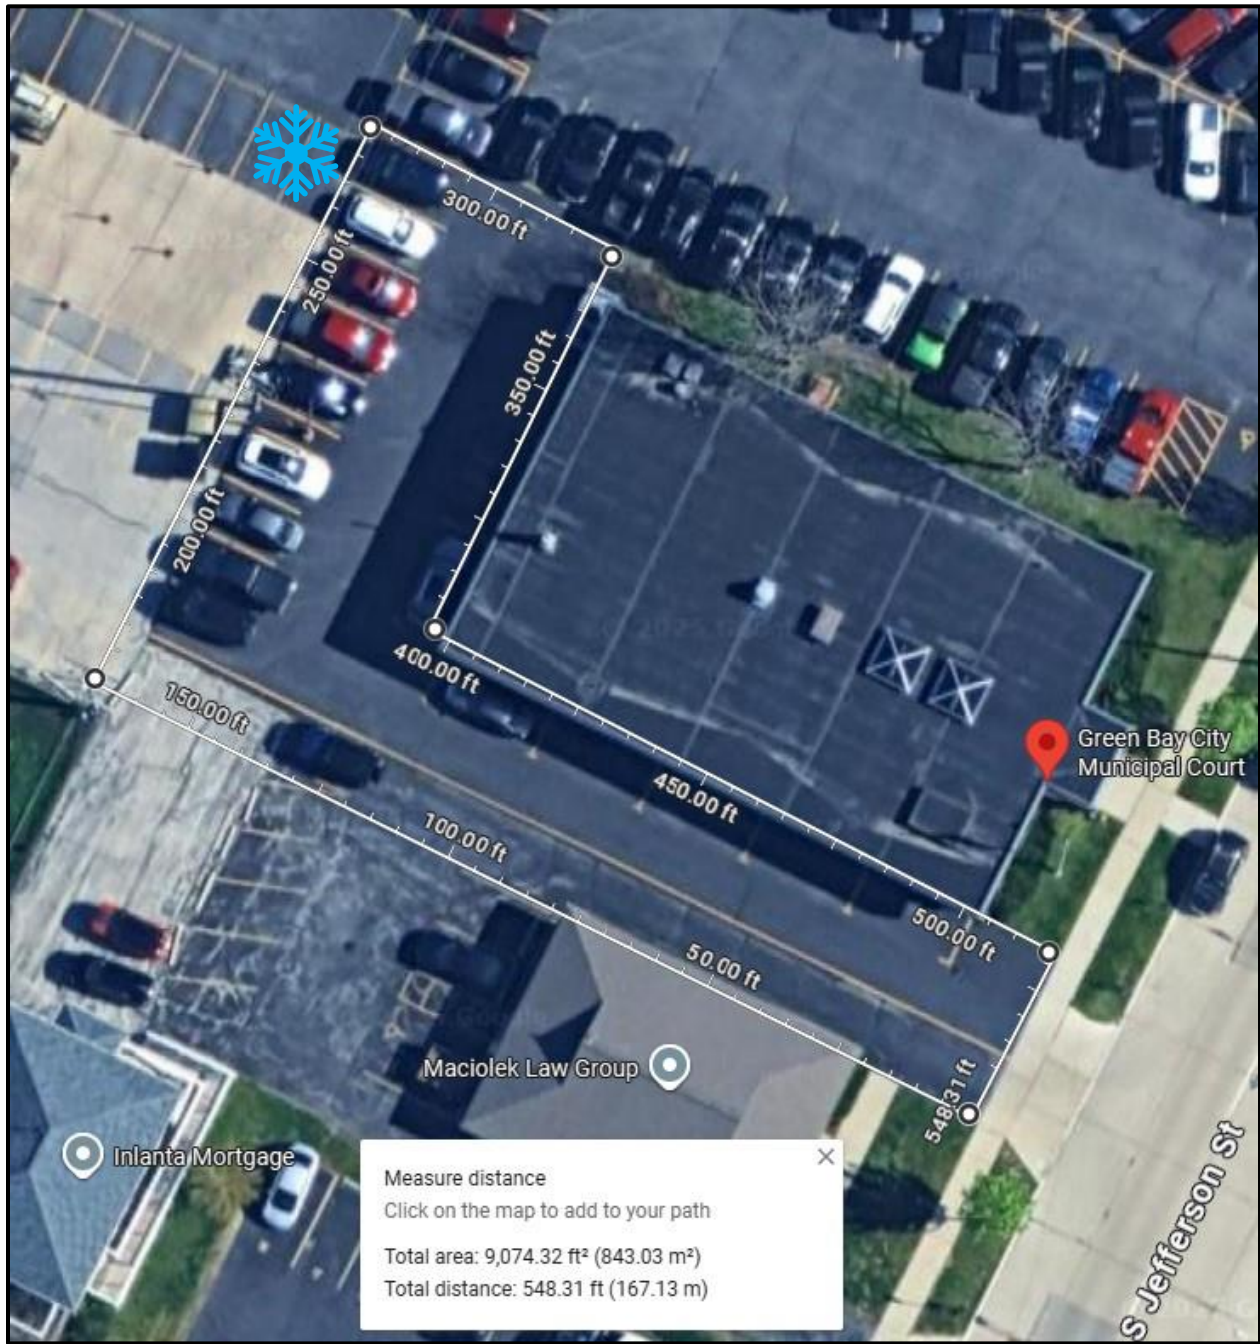 300.00 ft
250.00 ft
350.00 ft
200.00 ft
400.00 ft
150.00 ft
Green Bay City
Municipal Court
450.00 ft
100.00 ft
500.00 ft
50.00 ft
Maciolek Law Group
548.31 ft
Inlanta Mortgage
S Jefferson St
Measure distance
Click on the map to add to your path
Total area: 9,074.32 ft² (843.03 m²)
Total distance: 548.31 ft (167.13 m)